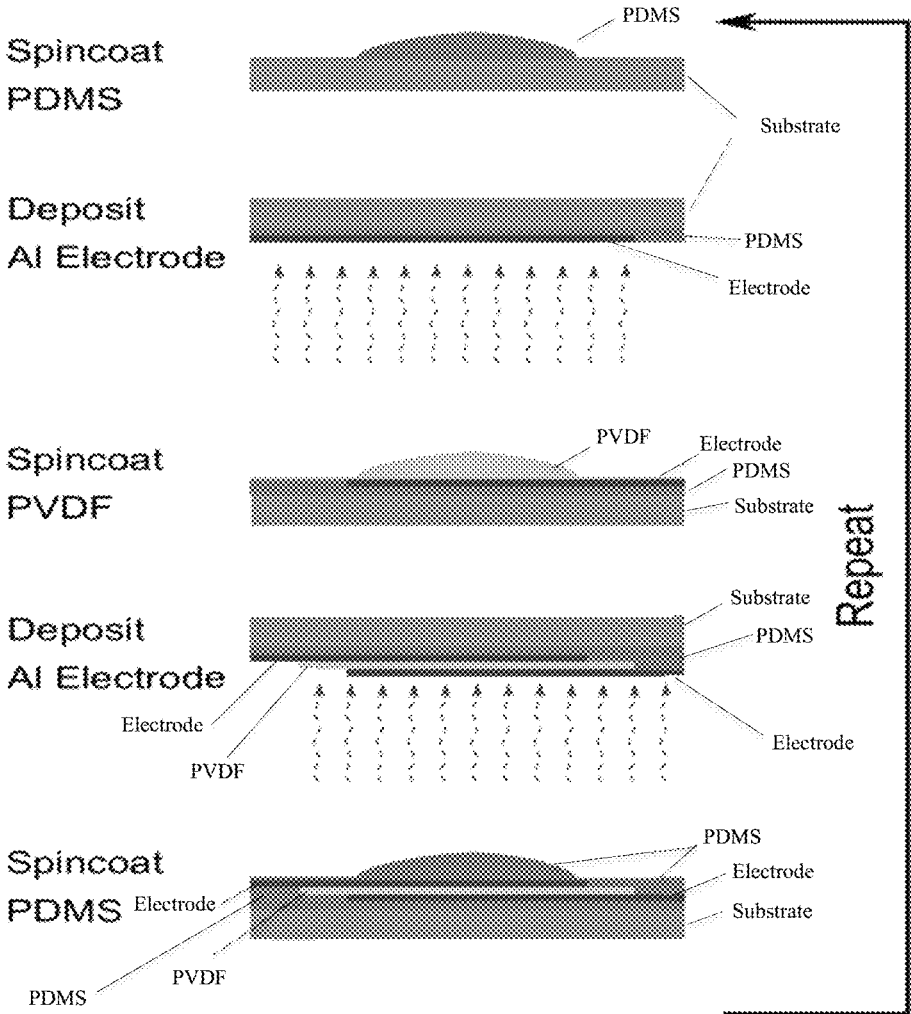 PDMS
Spincoat
PDMS
Substrate
Deposit
Al Electrode
PDMS
Electrode
Spincoat
PVDF
PVDF
Electrode
PDMS
Substrate
Repeat
Deposit
Al Electrode
Substrate
PDMS
Electrode
PVDF
Electrode
Spincoat
PDMS
PDMS
Electrode
Electrode
Substrate
PVDF
PDMS